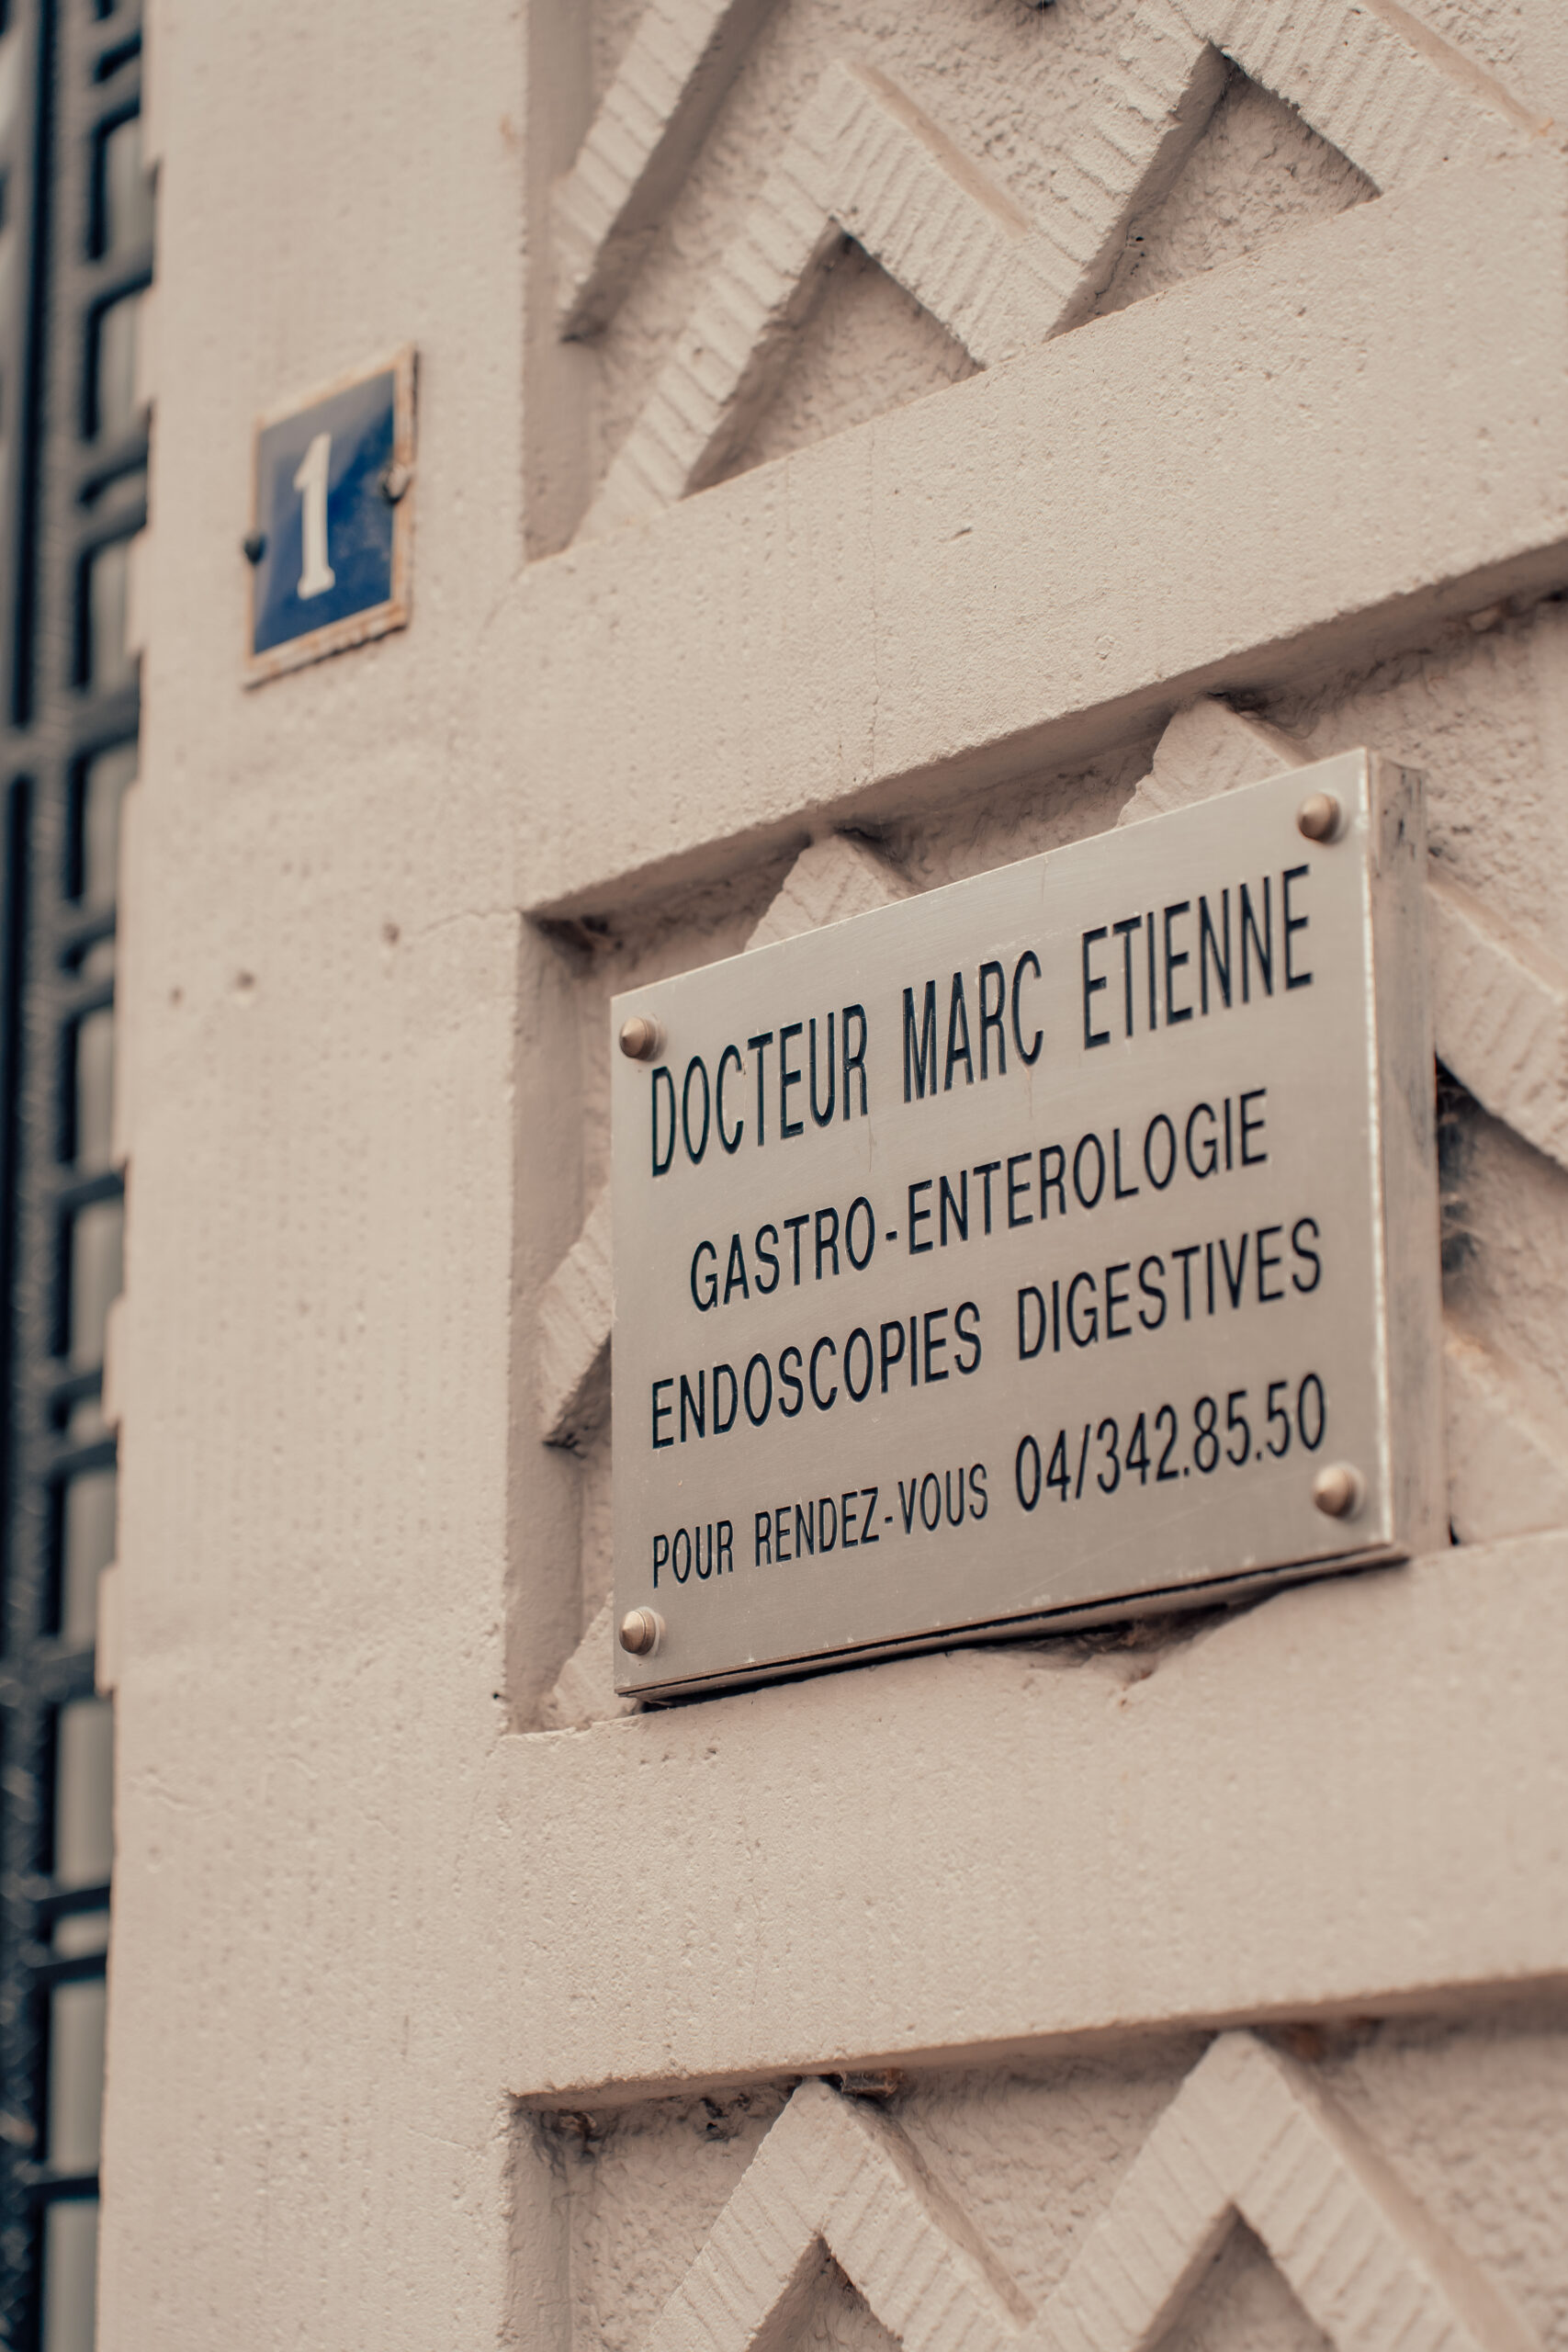 1
DOCTEUR MARC ETIENNE
GASTRO-ENTEROLOGIE
ENDOSCOPIES DIGESTIVES
POUR RENDEZ-VOUS 04/342.85.50